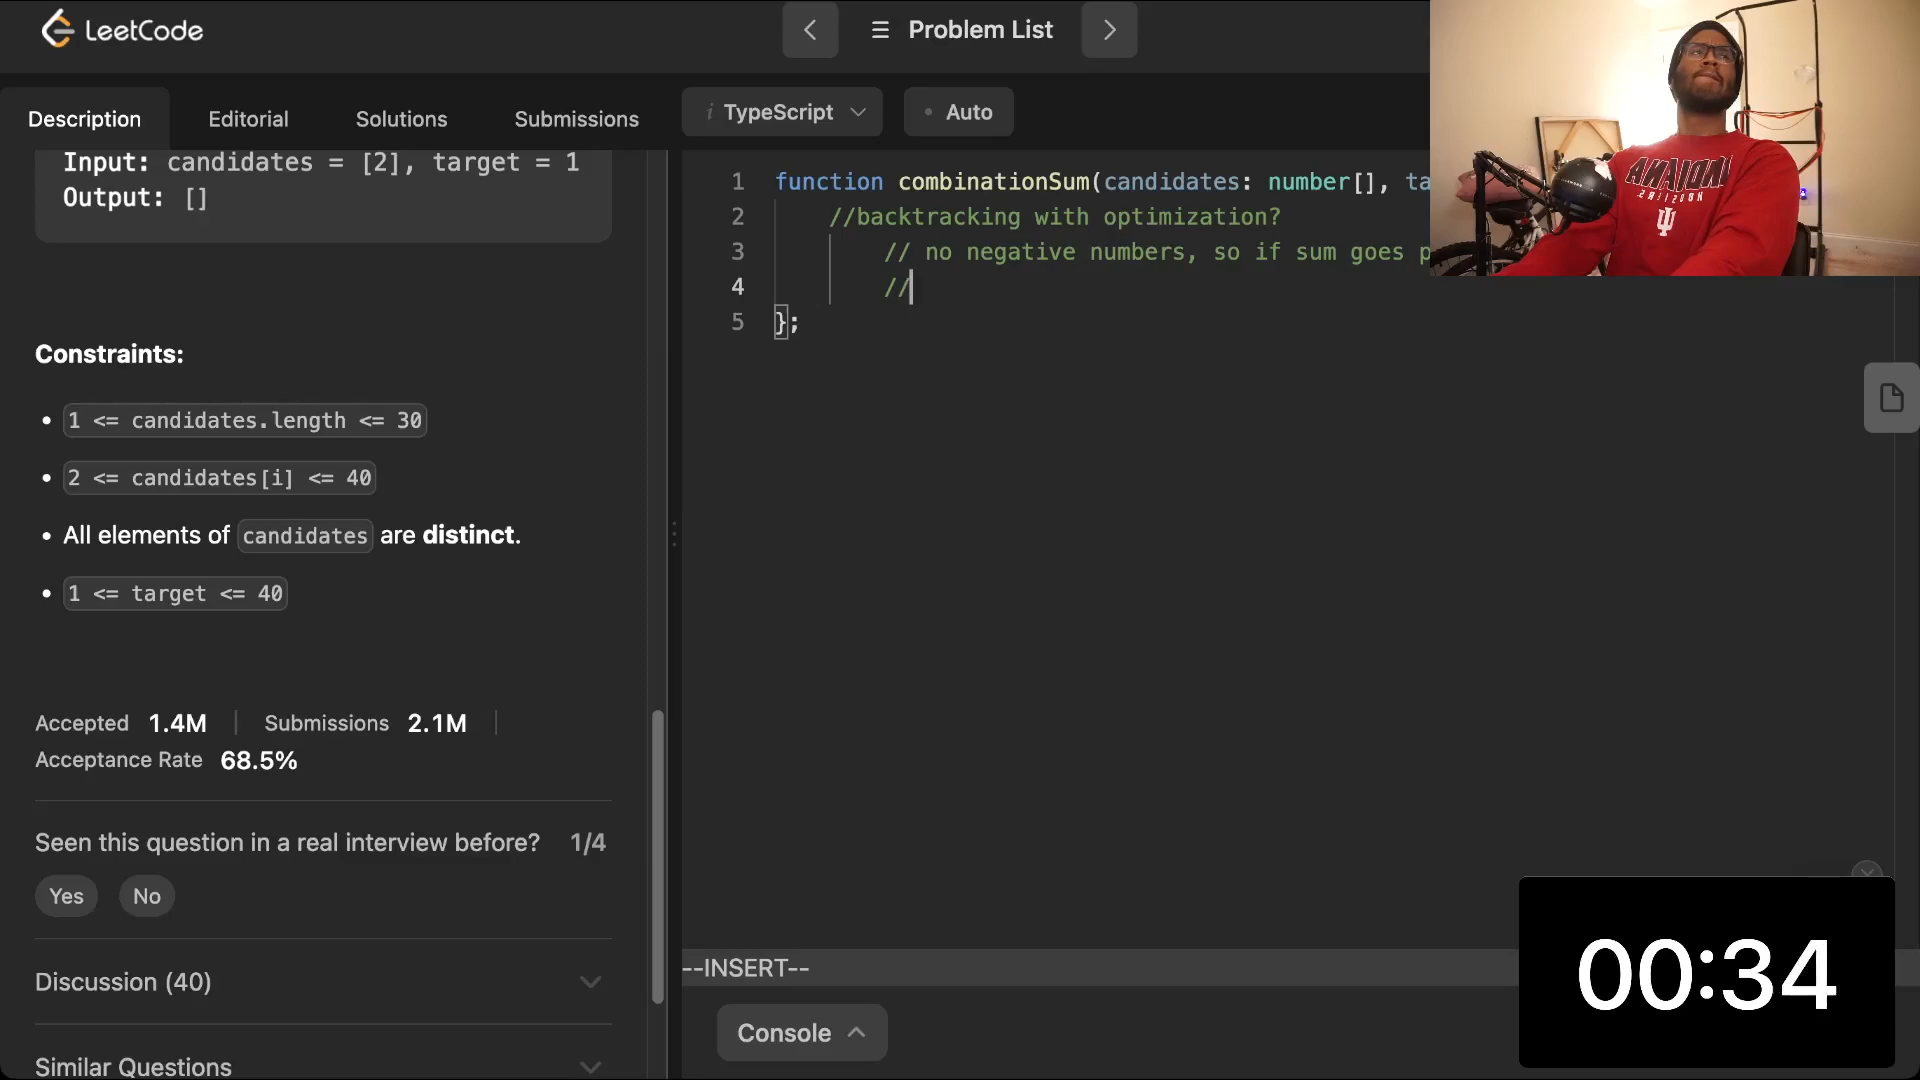 LeetCode
Problem List
Description
Editorial
Solutions
Submissions
TypeScript
Auto
Input: candidates = [2], target = 1
Output: []
Constraints:
1 <= candidates.length <= 30
2 <= candidates[i] <= 40
All elements of candidates are distinct.
1 <= target <= 40
Accepted 1.4M
Submissions 2.1M
Acceptance Rate 68.5%
Seen this question in a real interview before? 1/4
Yes
No
Discussion (40)
Similar Questions
1 function combinationSum(candidates: number[], ta
2 //backtracking with optimization?
3 // no negative numbers, so if sum goes p
4 //
5 };
--INSERT--
Console
INDIANA
HOOSIERS
00:34